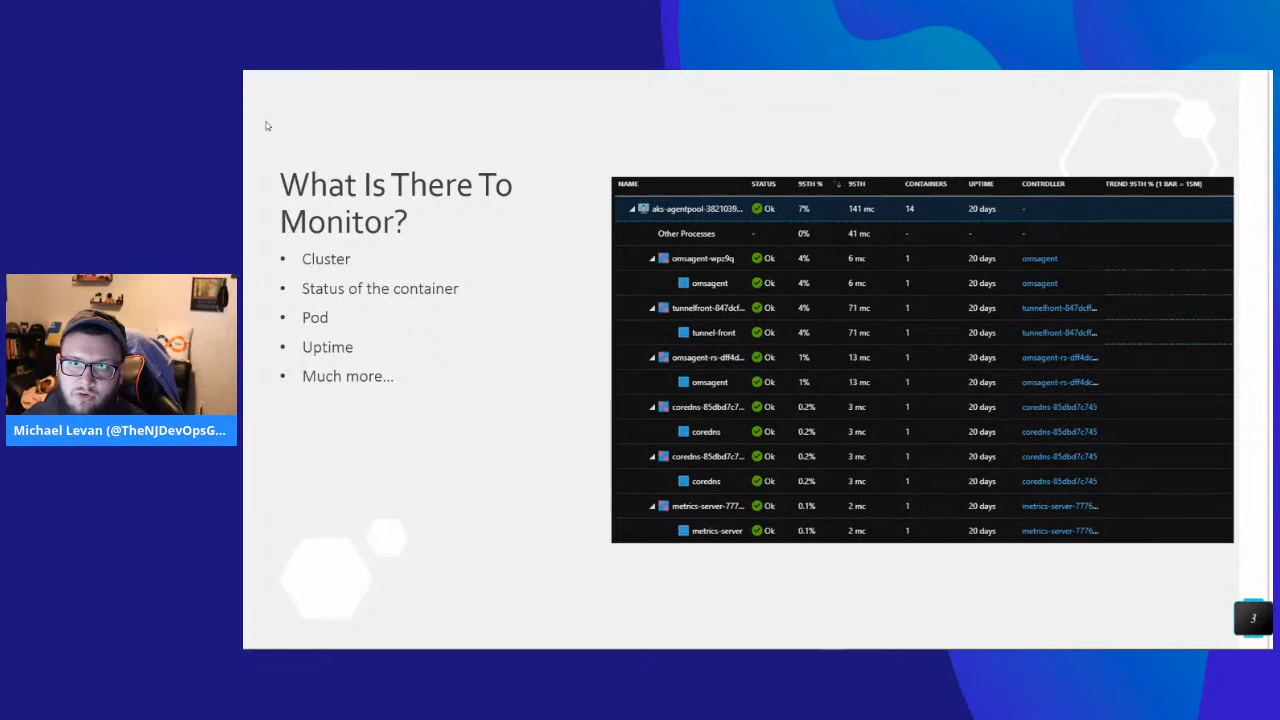 What Is There To
Monitor?
• Cluster
• Status of the container
• Pod
• Uptime
• Much more...
NAME STATUS 95TH % 95TH CONTAINERS UPTIME CONTROLLER TREND 95TH % (1 BAR = 15M)
aks-agentpool-3821039... Ok 7% 141 mc 14 20 days -
Other Processes - 0% 41 mc - - -
omsagent-wpz9q Ok 4% 6 mc 1 20 days omsagent
omsagent Ok 4% 6 mc 1 20 days omsagent
tunnelfront-847dcf... Ok 4% 71 mc 1 20 days tunnelfront-847dcff...
tunnel-front Ok 4% 71 mc 1 20 days tunnelfront-847dcff...
omsagent-rs-dff4d... Ok 1% 13 mc 1 20 days omsagent-rs-dff4dc...
omsagent Ok 1% 13 mc 1 20 days omsagent-rs-dff4dc...
coredns-85dbd7c7... Ok 0.2% 3 mc 1 20 days coredns-85dbd7c745
coredns Ok 0.2% 3 mc 1 20 days coredns-85dbd7c745
coredns-85dbd7c7... Ok 0.2% 3 mc 1 20 days coredns-85dbd7c745
coredns Ok 0.2% 3 mc 1 20 days coredns-85dbd7c745
metrics-server-777... Ok 0.1% 2 mc 1 20 days metrics-server-7776...
metrics-server Ok 0.1% 2 mc 1 20 days metrics-server-7776...
Michael Levan (@TheNJDevOpsG...
3